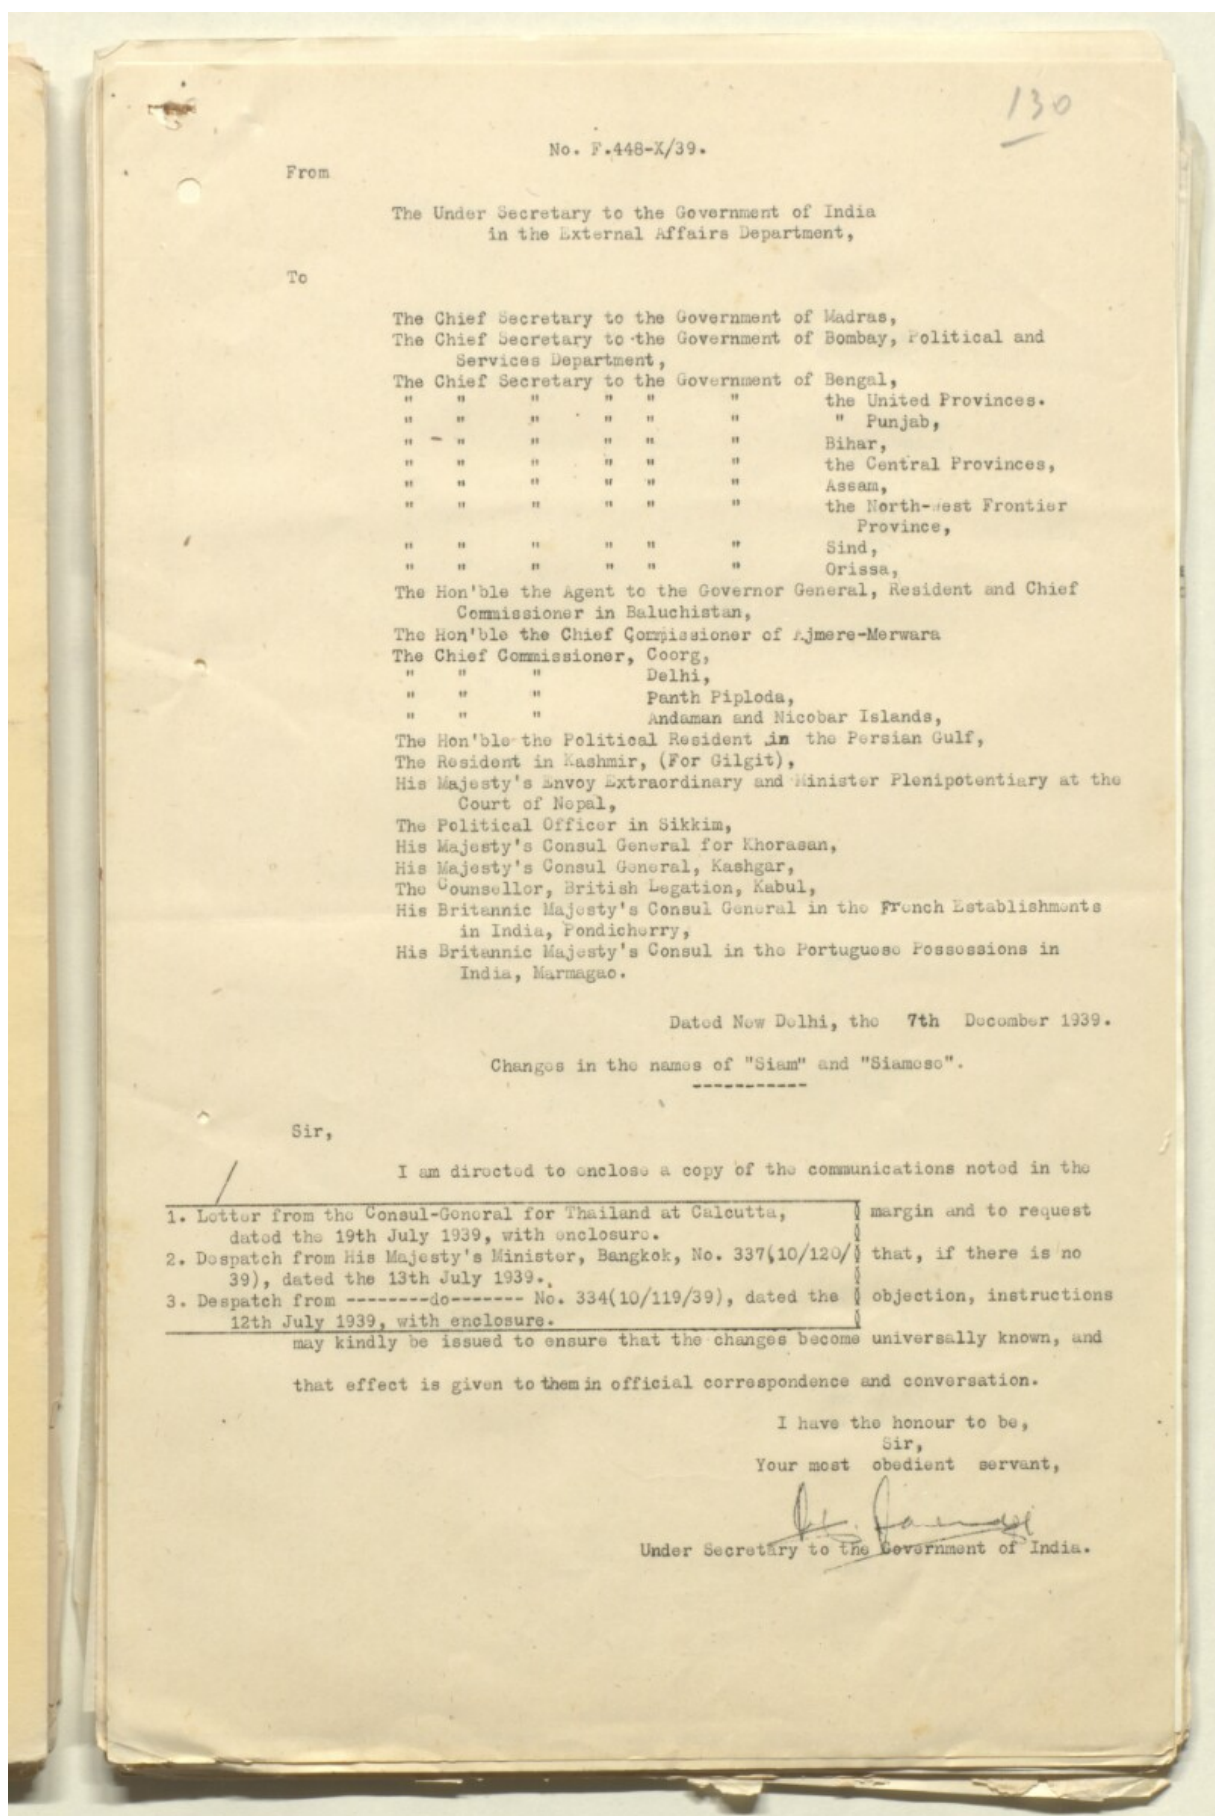 130
No. F.448-X/39.
From
The Under Secretary to the Government of India
in the External Affairs Department,
To
The Chief Secretary to the Government of Madras,
The Chief Secretary to the Government of Bombay, Political and
Services Department,
The Chief Secretary to the Government of Bengal,
" " " " " " the United Provinces.
" " " " " " " Punjab,
" " " " " " Bihar,
" " " " " " the Central Provinces,
" " " " " " Assam,
" " " " " " the North-west Frontier
Province,
" " " " " " Sind,
" " " " " " Orissa,
The Hon'ble the Agent to the Governor General, Resident and Chief
Commissioner in Baluchistan,
The Hon'ble the Chief Commissioner of Ajmere-Merwara
The Chief Commissioner, Coorg,
" " " Delhi,
" " " Panth Piploda,
" " " Andaman and Nicobar Islands,
The Hon'ble the Political Resident in the Persian Gulf,
The Resident in Kashmir, (For Gilgit),
His Majesty's Envoy Extraordinary and Minister Plenipotentiary at the
Court of Nepal,
The Political Officer in Sikkim,
His Majesty's Consul General for Khorasan,
His Majesty's Consul General, Kashgar,
The Counsellor, British Legation, Kabul,
His Britannic Majesty's Consul General in the French Establishments
in India, Pondicherry,
His Britannic Majesty's Consul in the Portuguese Possessions in
India, Marmagao.
Dated New Delhi, the 7th December 1939.
Changes in the names of "Siam" and "Siamese".
-----------
Sir,
I am directed to enclose a copy of the communications noted in the
1. Letter from the Consul-General for Thailand at Calcutta, margin and to request
dated the 19th July 1939, with enclosure.
2. Despatch from His Majesty's Minister, Bangkok, No. 337(10/120/ that, if there is no
39), dated the 13th July 1939.
3. Despatch from --------do------- No. 334(10/119/39), dated the objection, instructions
12th July 1939, with enclosure.
may kindly be issued to ensure that the changes become universally known, and
that effect is given to them in official correspondence and conversation.
I have the honour to be,
Sir,
Your most obedient servant,
Under Secretary to the Government of India.